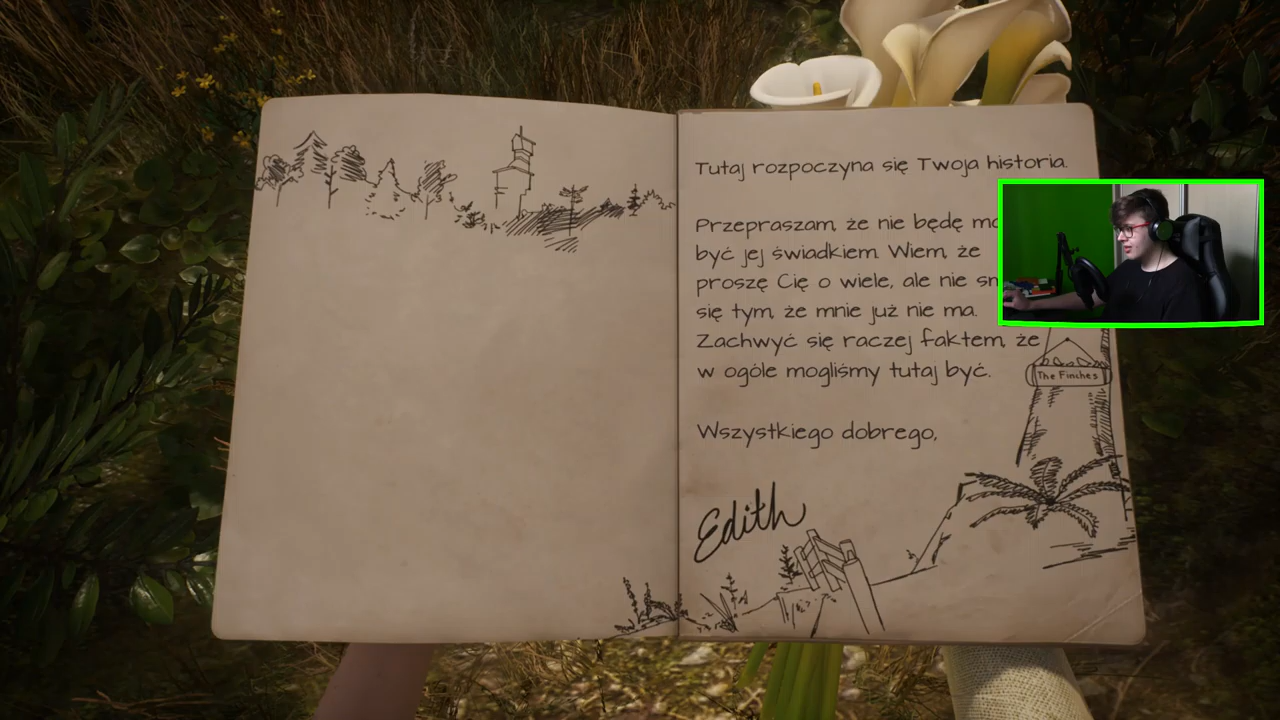 Tutaj rozpoczyna się Twoja historia.
Przepraszam, że nie będę
być jej świadkiem. Wiem, że
proszę Cię o wiele, ale nie
się tym, że mnie już nie ma.
Zachwyć się raczej faktem, że
w ogóle mogliśmy tutaj być.
The Finches
Wszystkiego dobrego,
Edith